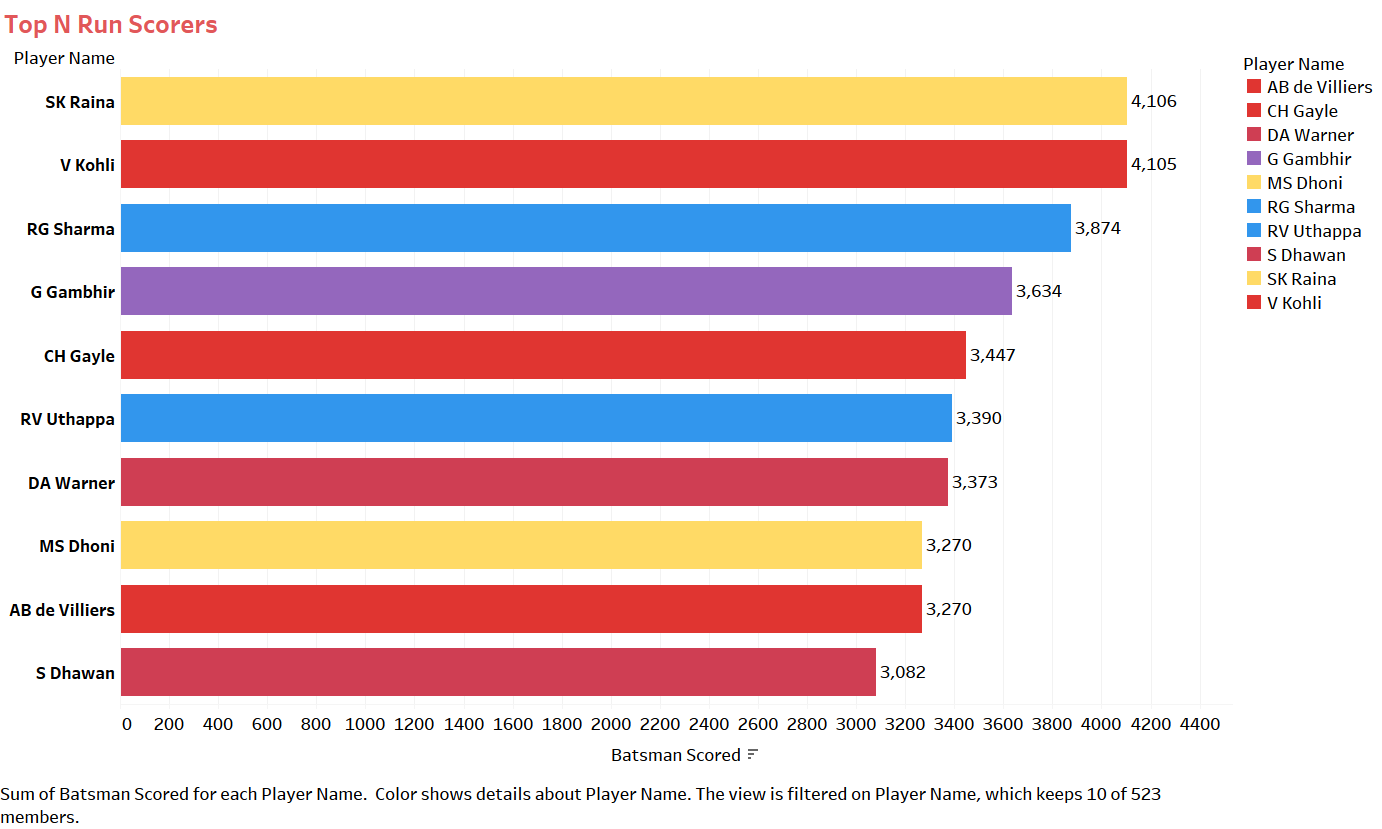 Top N Run Scorers
Player Name
SK Raina 4,106
V Kohli 4,105
RG Sharma 3,874
G Gambhir 3,634
CH Gayle 3,447
RV Uthappa 3,390
DA Warner 3,373
MS Dhoni 3,270
AB de Villiers 3,270
S Dhawan 3,082
0 200 400 600 800 1000 1200 1400 1600 1800 2000 2200 2400 2600 2800 3000 3200 3400 3600 3800 4000 4200 4400
Batsman Scored
Player Name
AB de Villiers
CH Gayle
DA Warner
G Gambhir
MS Dhoni
RG Sharma
RV Uthappa
S Dhawan
SK Raina
V Kohli
Sum of Batsman Scored for each Player Name.  Color shows details about Player Name. The view is filtered on Player Name, which keeps 10 of 523
members.